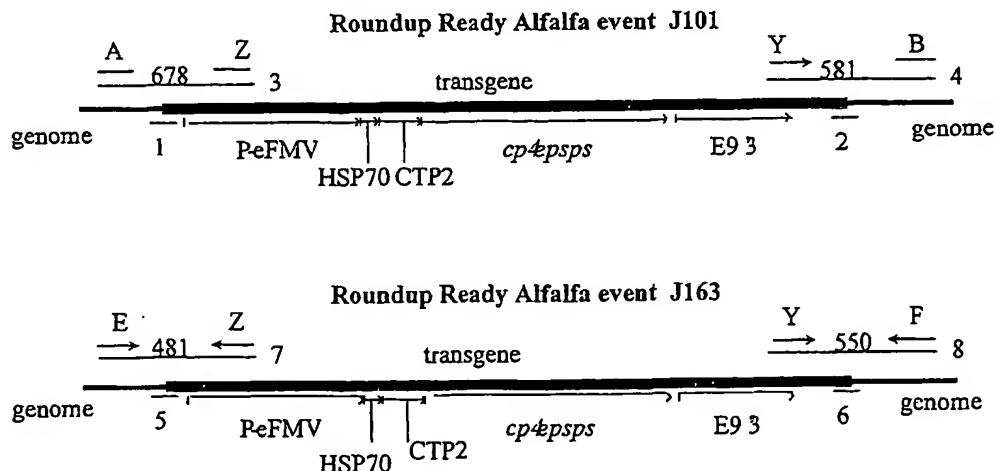 Roundup Ready Alfalfa event J101
A Z Y B
678 581
3 transgene 4
genome genome
1 P-eFMV cp4epsps E9 3 2
HSP70 CTP2
Roundup Ready Alfalfa event J163
E Z Y F
481 550
7 transgene 8
genome genome
5 P-eFMV cp4epsps E9 3 6
HSP70 CTP2